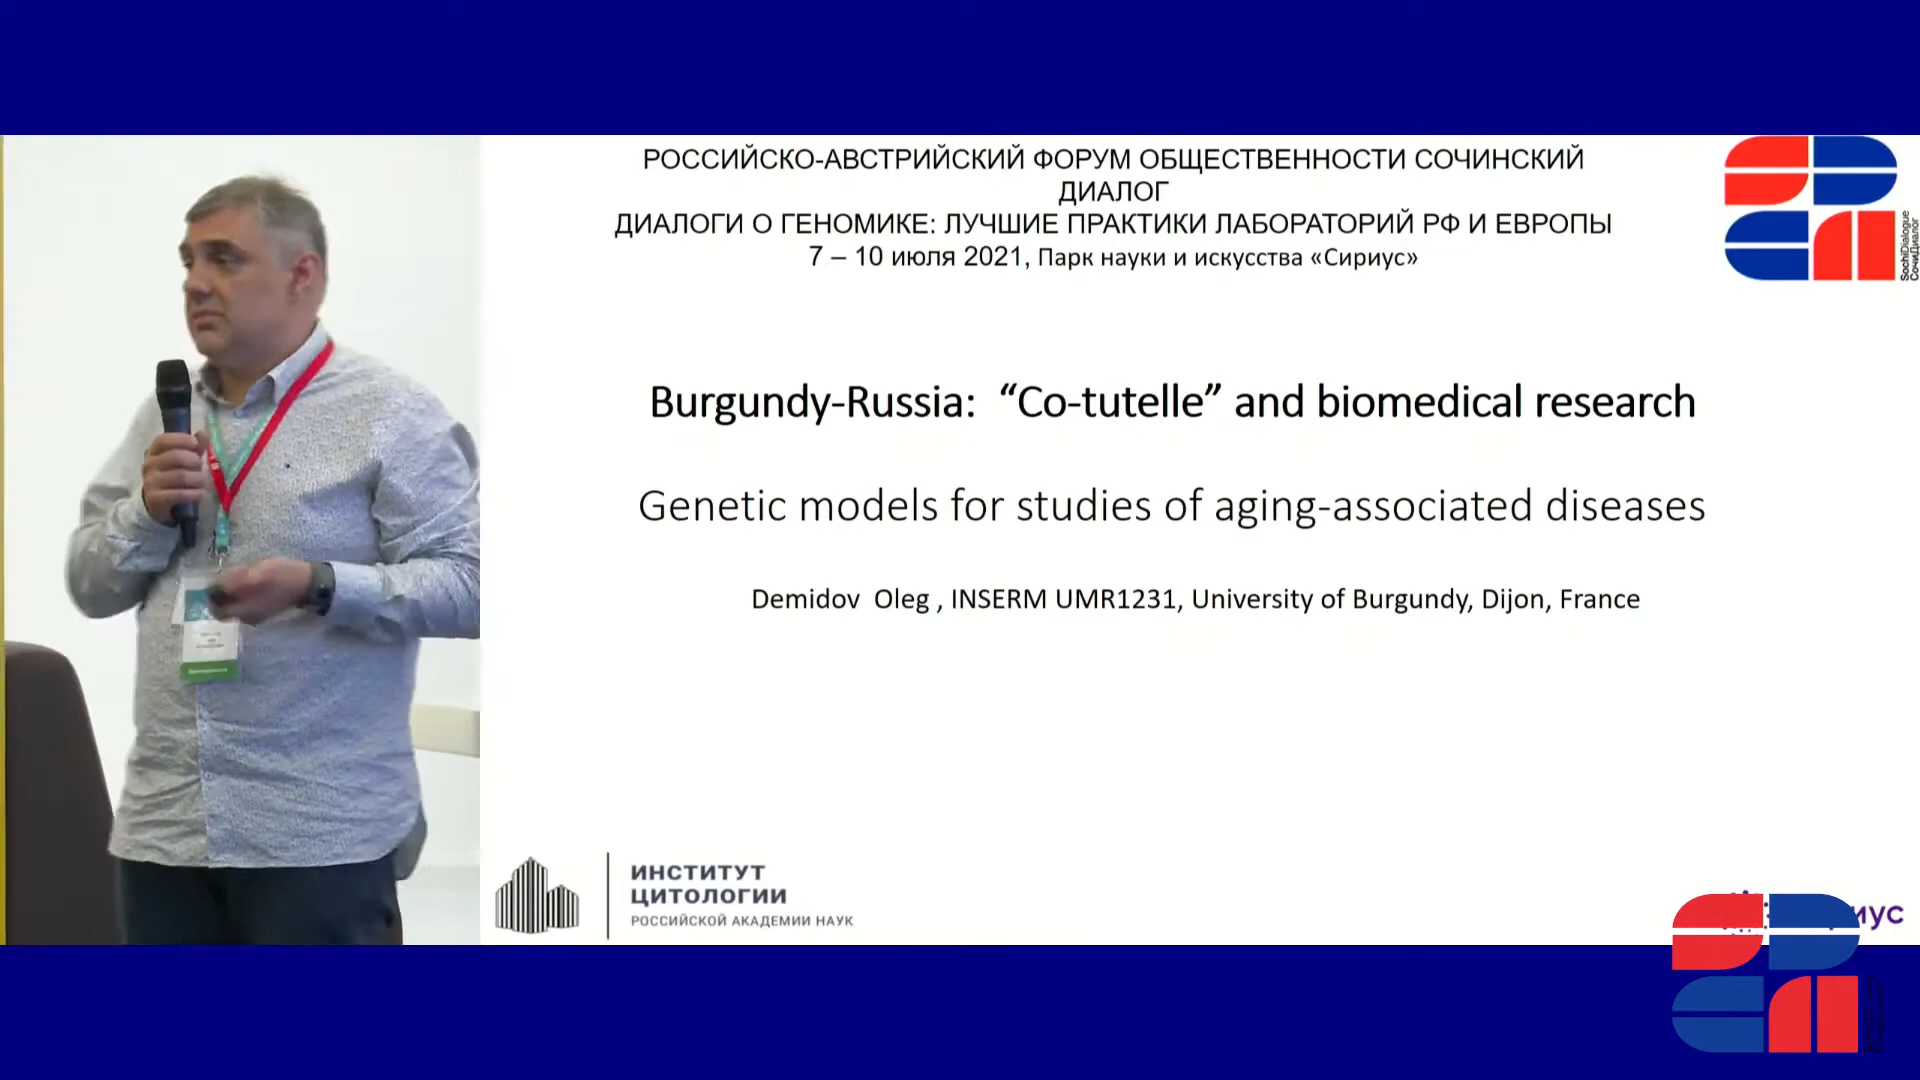 РОССИЙСКО-АВСТРИЙСКИЙ ФОРУМ ОБЩЕСТВЕННОСТИ СОЧИНСКИЙ
ДИАЛОГ
ДИАЛОГИ О ГЕНОМИКЕ: ЛУЧШИЕ ПРАКТИКИ ЛАБОРАТОРИЙ РФ И ЕВРОПЫ
7 – 10 июля 2021, Парк науки и искусства «Сириус»
SochiDialogue
СочиДиалог
Burgundy-Russia: “Co-tutelle” and biomedical research
Genetic models for studies of aging-associated diseases
Demidov Oleg , INSERM UMR1231, University of Burgundy, Dijon, France
ИНСТИТУТ
ЦИТОЛОГИИ
РОССИЙСКОЙ АКАДЕМИИ НАУК